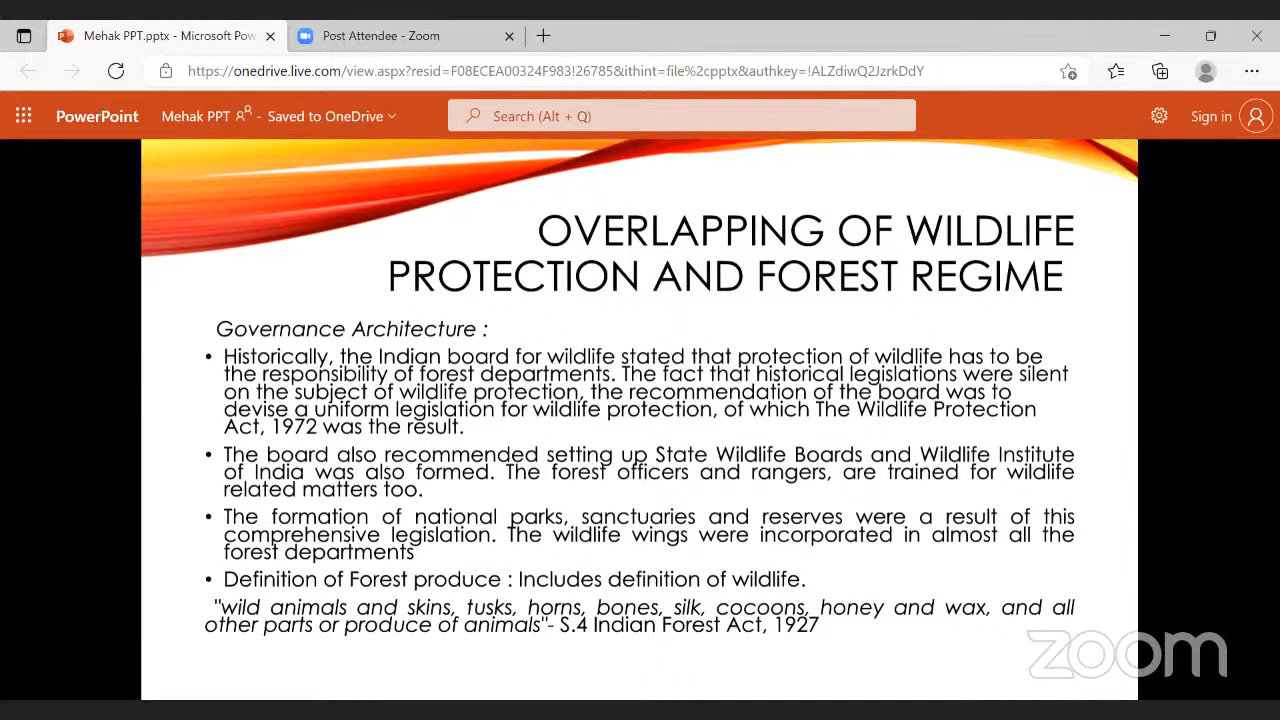 Mehak PPT.pptx - Microsoft Pow
Post Attendee - Zoom
https://onedrive.live.com/view.aspx?resid=F08ECEA00324F983!26785&ithint=file%2cpptx&authkey=!ALZdiwQ2JzrkDdY
PowerPoint
Mehak PPT - Saved to OneDrive
Search (Alt + Q)
Sign in
OVERLAPPING OF WILDLIFE
PROTECTION AND FOREST REGIME
Governance Architecture :
• Historically, the Indian board for wildlife stated that protection of wildlife has to be
the responsibility of forest departments. The fact that historical legislations were silent
on the subject of wildlife protection, the recommendation of the board was to
devise a uniform legislation for wildlife protection, of which The Wildlife Protection
Act, 1972 was the result.
• The board also recommended setting up State Wildlife Boards and Wildlife Institute
of India was also formed. The forest officers and rangers, are trained for wildlife
related matters too.
• The formation of national parks, sanctuaries and reserves were a result of this
comprehensive legislation. The wildlife wings were incorporated in almost all the
forest departments
• Definition of Forest produce : Includes definition of wildlife.
"wild animals and skins, tusks, horns, bones, silk, cocoons, honey and wax, and all
other parts or produce of animals"- S.4 Indian Forest Act, 1927
zoom